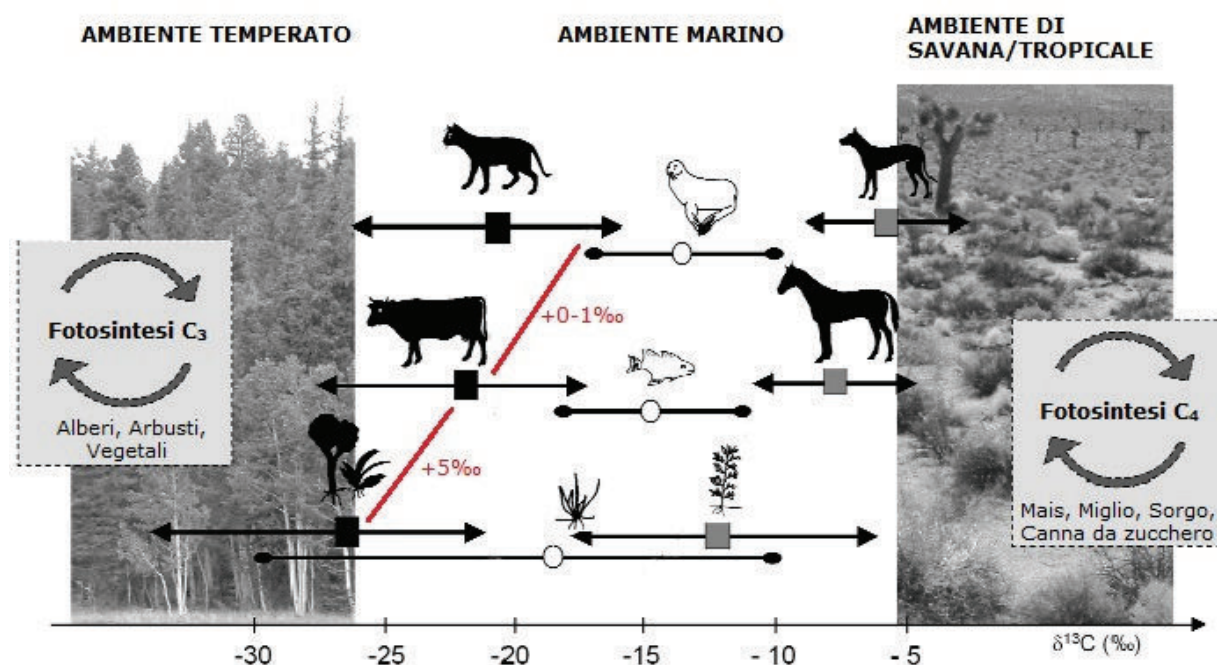 AMBIENTE TEMPERATO
AMBIENTE MARINO
AMBIENTE DI
SAVANA/TROPICALE
+0-1‰
Fotosintesi C₃
Alberi, Arbusti,
Vegetali
+5‰
Fotosintesi C₄
Mais, Miglio, Sorgo,
Canna da zucchero
-30
-25
-20
-15
- 10
- 5
δ¹³C (‰)